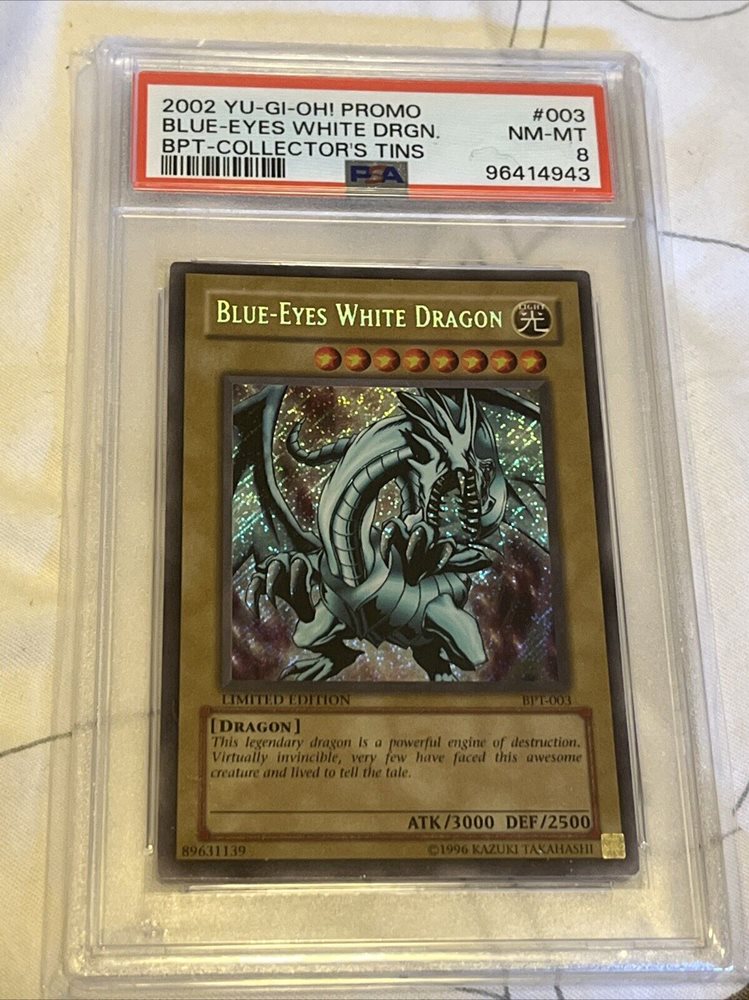 2002 YU-GI-OH! PROMO #003
BLUE-EYES WHITE DRGN. NM-MT
BPT-COLLECTOR'S TINS 8
PSA 96414943
BLUE-EYES WHITE DRAGON
LIGHT
光
LIMITED EDITION BPT-003
[DRAGON]
This legendary dragon is a powerful engine of destruction.
Virtually invincible, very few have faced this awesome
creature and lived to tell the tale.
ATK/3000 DEF/2500
89631139 ©1996 KAZUKI TAKAHASHI